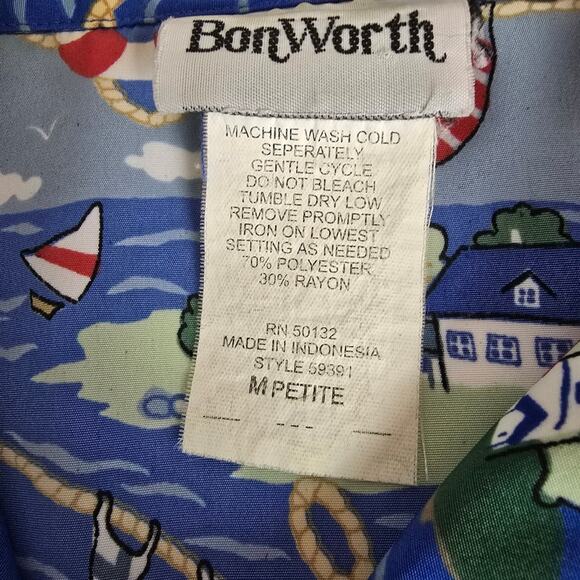 BonWorth
MACHINE WASH COLD
SEPERATELY
GENTLE CYCLE
DO NOT BLEACH
TUMBLE DRY LOW
REMOVE PROMPTLY
IRON ON LOWEST
SETTING AS NEEDED
70% POLYESTER
30% RAYON
RN 50132
MADE IN INDONESIA
STYLE 59391
M PETITE